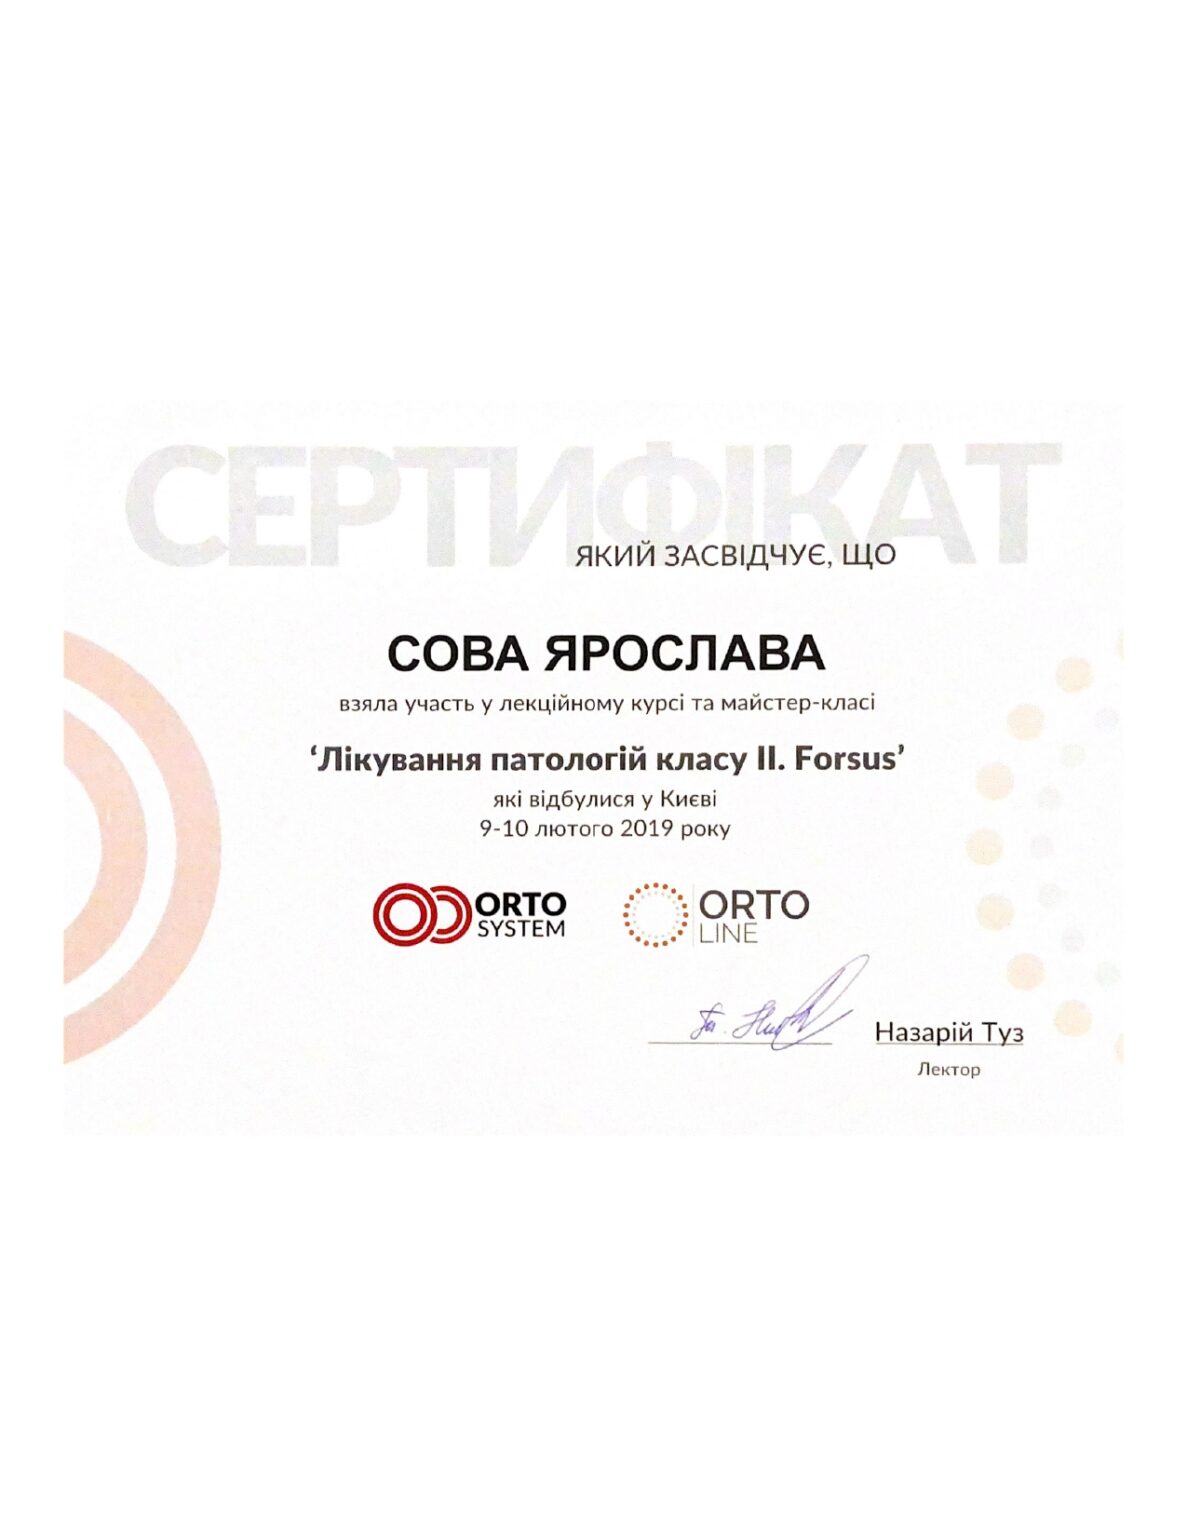 СЕРТИФІКАТ
ЯКИЙ ЗАСВІДЧУЄ, ЩО
СОВА ЯРОСЛАВА
взяла участь у лекційному курсі та майстер-класі
‘Лікування патологій класу II. Forsus’
які відбулися у Києві
9-10 лютого 2019 року
ORTO
SYSTEM
ORTO
LINE
Назарій Туз
Лектор